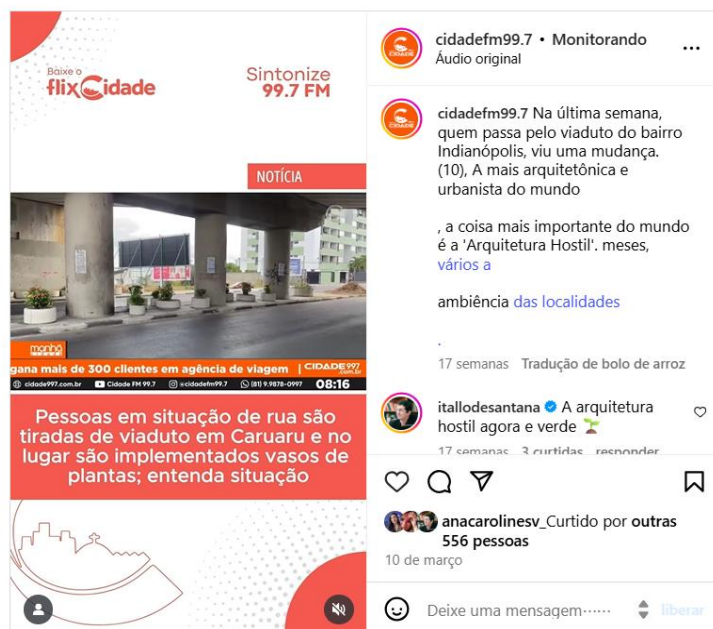 Baixe o
flixCidade
Sintonize
99.7 FM
NOTÍCIA
manhã
gana mais de 300 clientes em agência de viagem | CIDADE 997
.com.br
cidade997.com.br Cidade FM 99.7 @cidadefm99.7 (81) 9.9878-0997 08:16
Pessoas em situação de rua são
tiradas de viaduto em Caruaru e no
lugar são implementados vasos de
plantas; entenda situação
CIDADE
cidadefm99.7 • Monitorando
Áudio original
CIDADE
cidadefm99.7 Na última semana,
quem passa pelo viaduto do bairro
Indianópolis, viu uma mudança.
(10), A mais arquitetônica e
urbanista do mundo
, a coisa mais importante do mundo
é a 'Arquitetura Hostil'. meses,
vários a
ambiência das localidades
.
17 semanas Tradução de bolo de arroz
itallodesantana A arquitetura
hostil agora e verde
17 semanas 3 curtidas responder
anacarolinesv_Curtido por outras
556 pessoas
10 de março
Deixe uma mensagem······ liberar